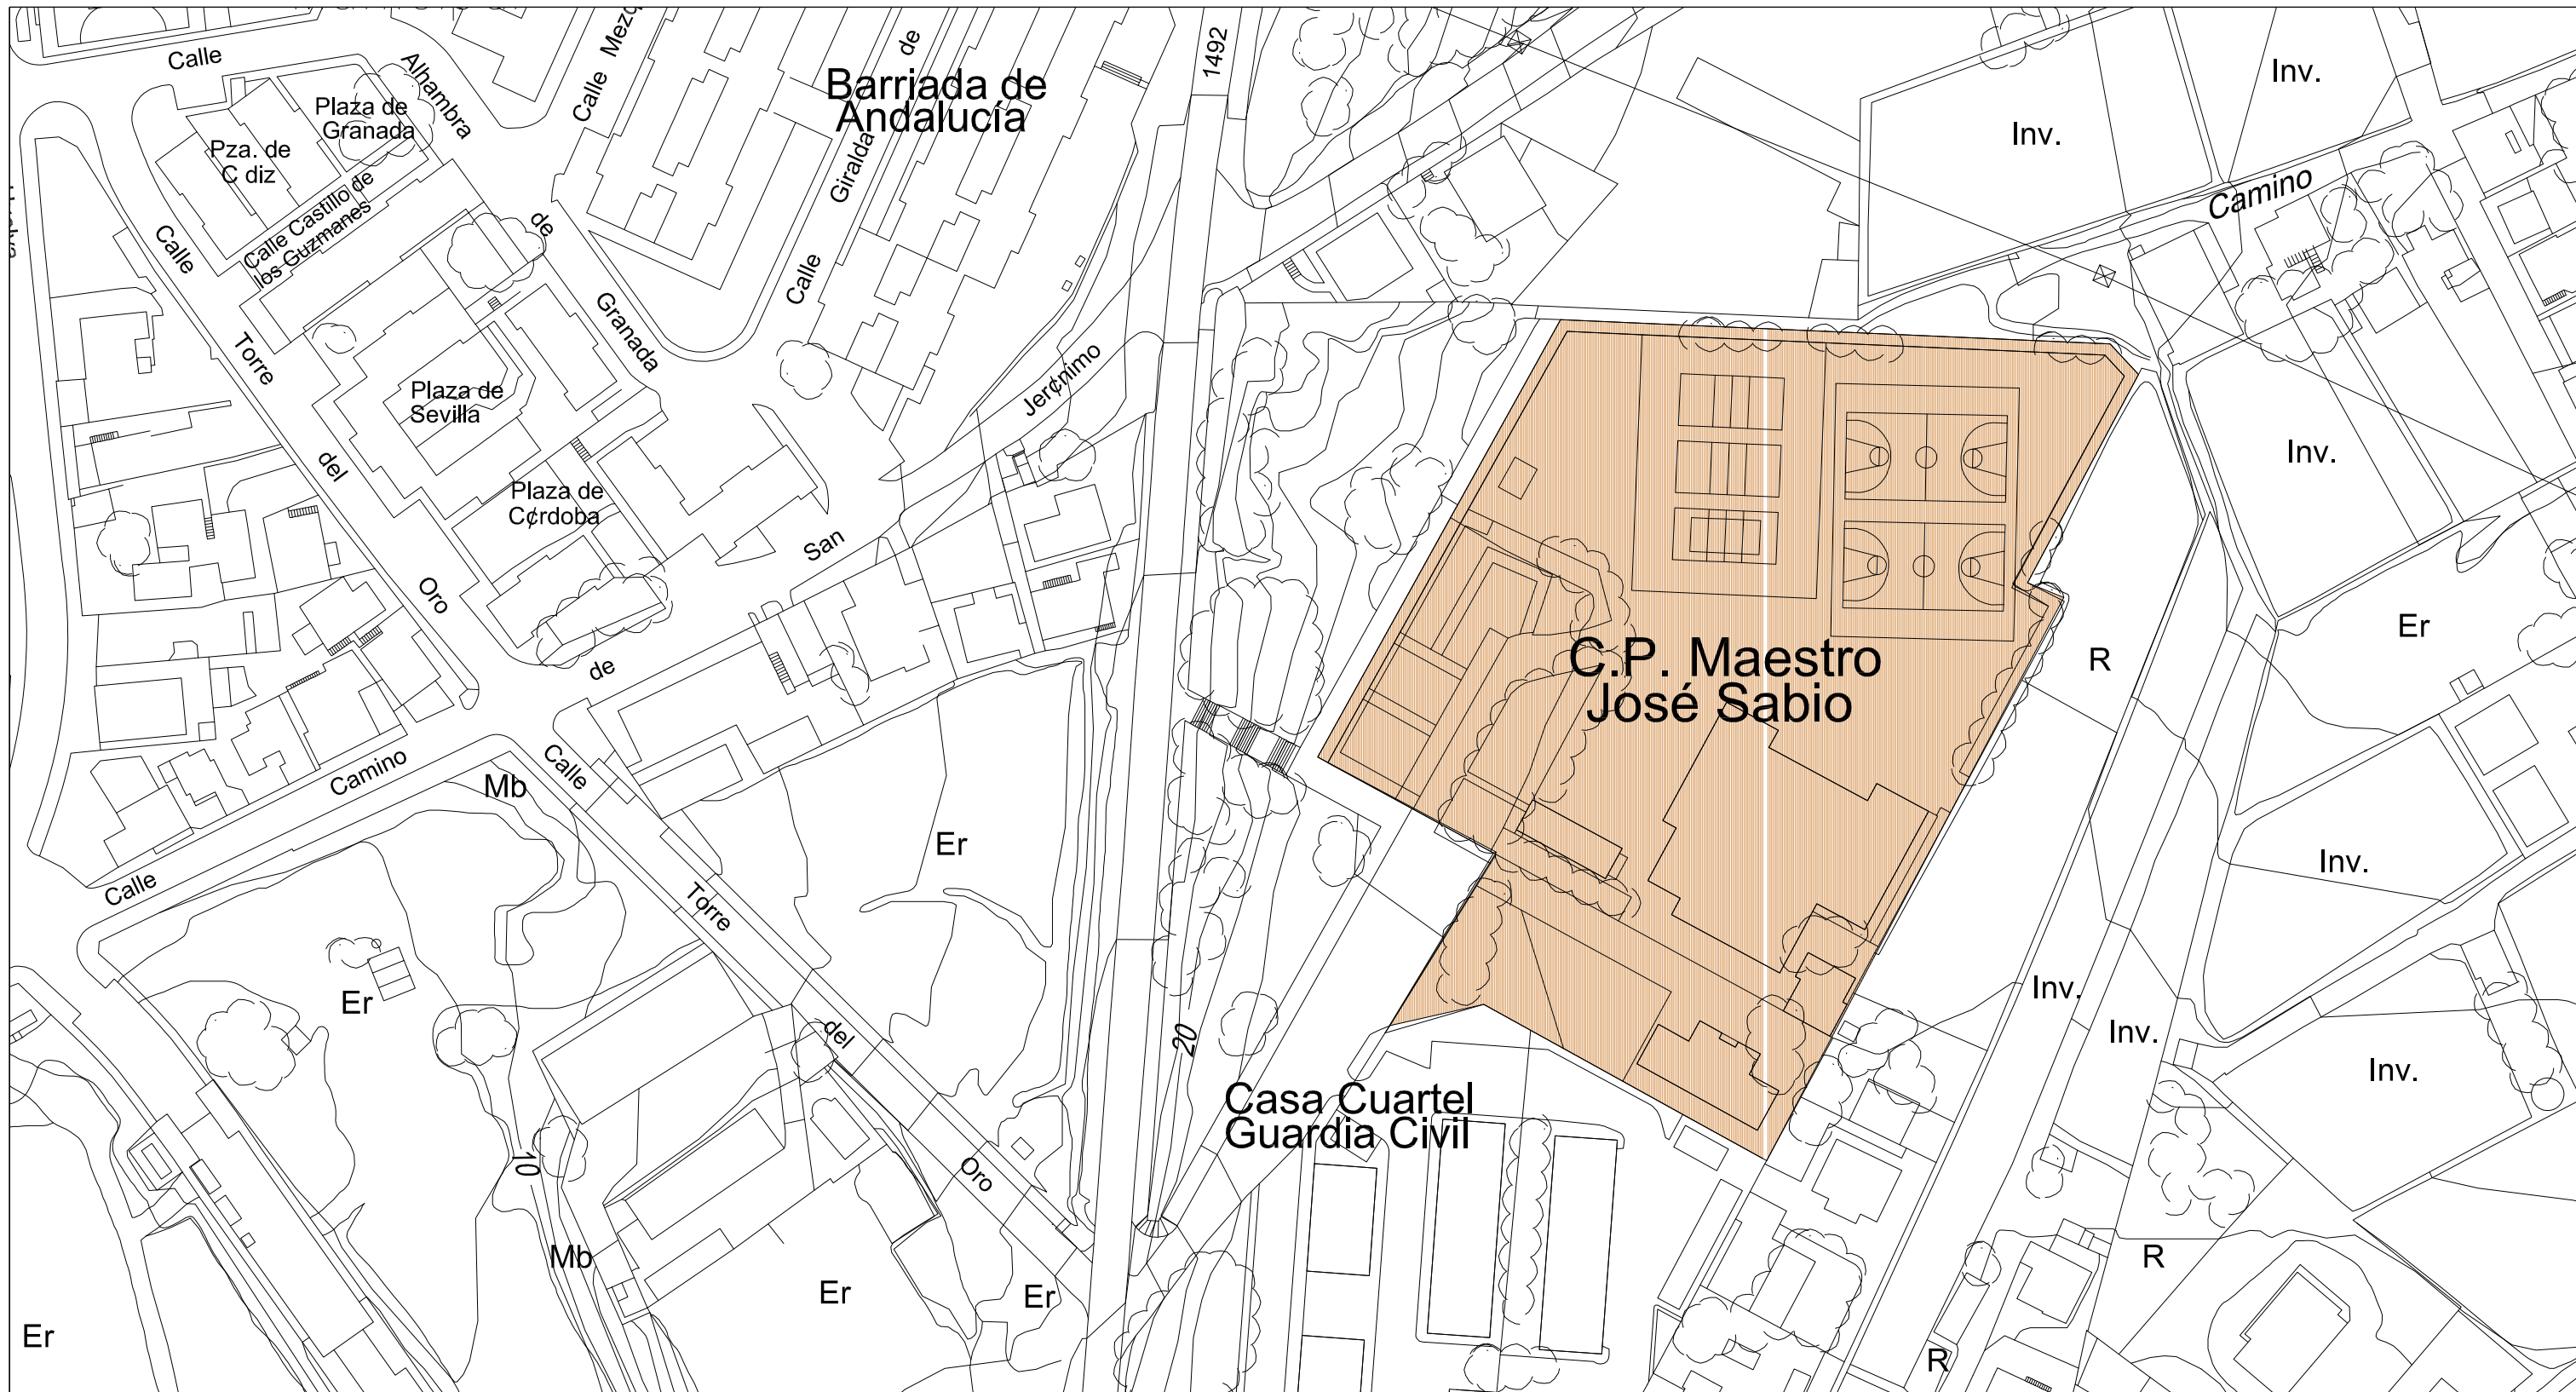 Calle
Alhambra
Plaza de
Granada
Pza. de
C diz
Calle Castillo de
los Guzmanes
Calle
Torre
del
Oro
de
Granada
Calle
Calle
Giralda
de
Barriada de
Andalucía
1492
Plaza de
Sevilla
Plaza de
C¢rdoba
San
Jer¢nimo
de
Camino
Calle
Mb
Calle
Torre
del
Oro
Er
Er
Er
10
Mb
Er
Er
20
Casa Cuartel
Guardia Civil
C.P. Maestro
José Sabio
Inv.
Inv.
Camino
Inv.
Er
R
Inv.
Inv.
Inv.
Inv.
R
R